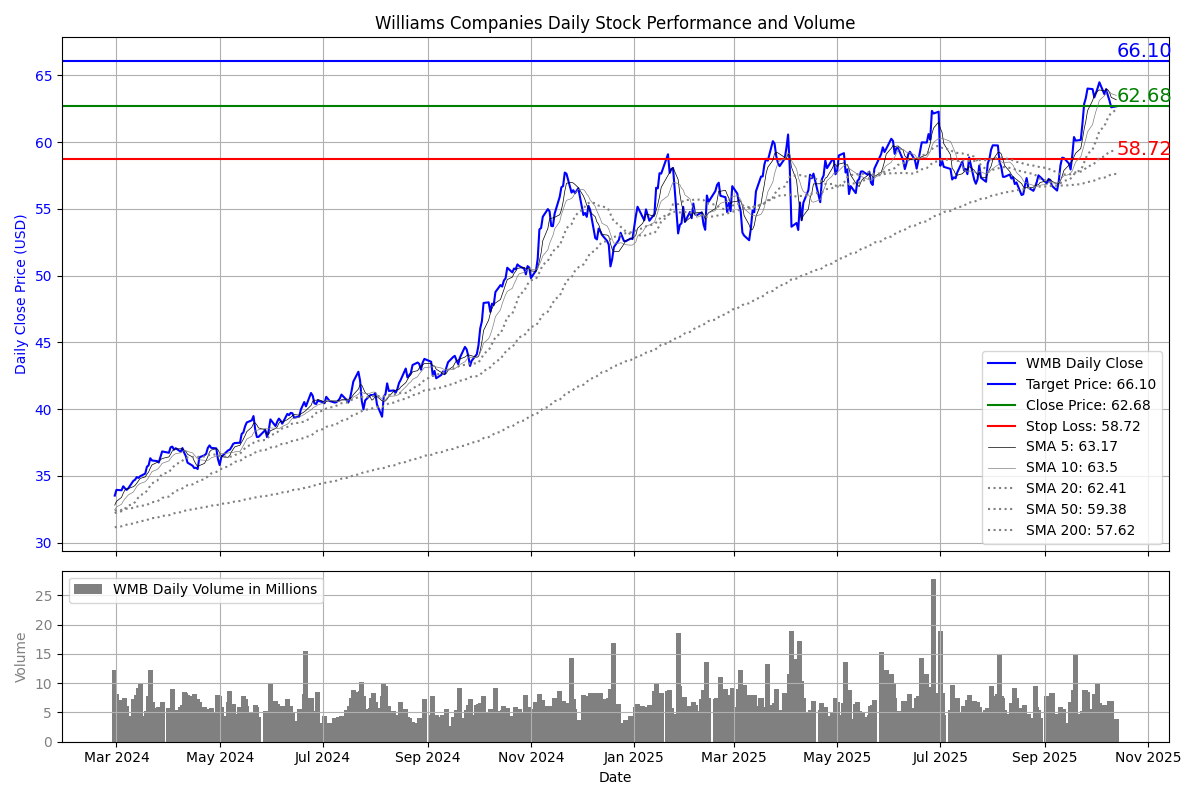 Williams Companies Daily Stock Performance and Volume
66.10
62.68
58.72
65
60
55
50
45
40
35
30
Daily Close Price (USD)
WMB Daily Close
Target Price: 66.10
Close Price: 62.68
Stop Loss: 58.72
SMA 5: 63.17
SMA 10: 63.5
SMA 20: 62.41
SMA 50: 59.38
SMA 200: 57.62
WMB Daily Volume in Millions
25
20
15
10
5
0
Volume
Mar 2024 May 2024 Jul 2024 Sep 2024 Nov 2024 Jan 2025 Mar 2025 May 2025 Jul 2025 Sep 2025 Nov 2025
Date